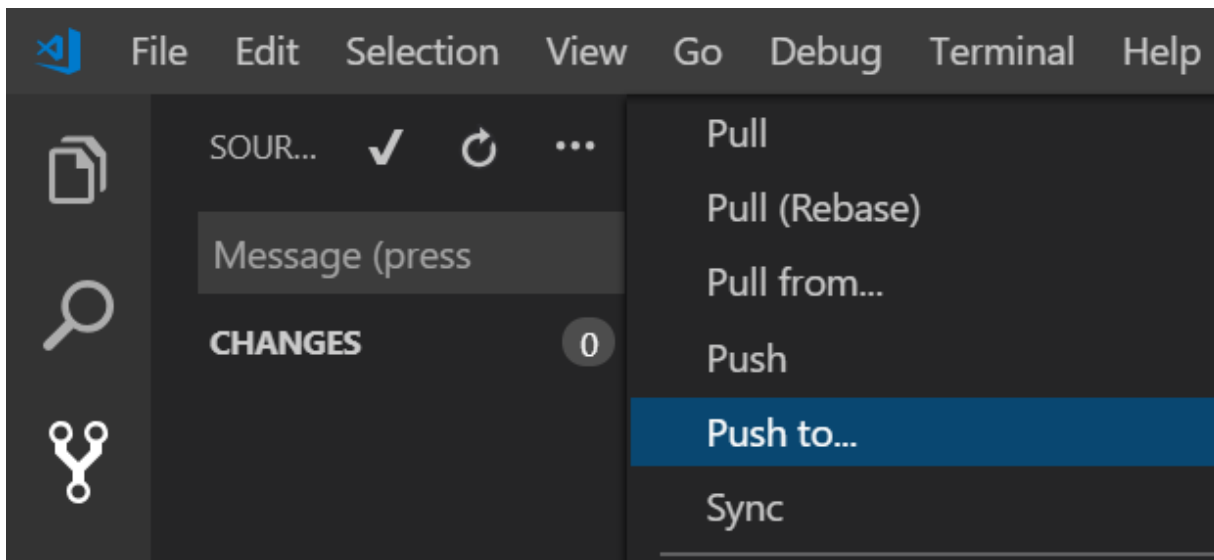 File Edit Selection View Go Debug Terminal Help
SOUR...
Message (press
CHANGES 0
Pull
Pull (Rebase)
Pull from...
Push
Push to...
Sync